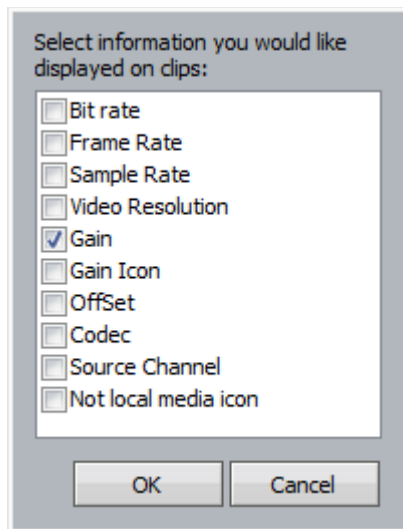 Select information you would like
displayed on clips:
Bit rate
Frame Rate
Sample Rate
Video Resolution
Gain
Gain Icon
OffSet
Codec
Source Channel
Not local media icon
OK Cancel